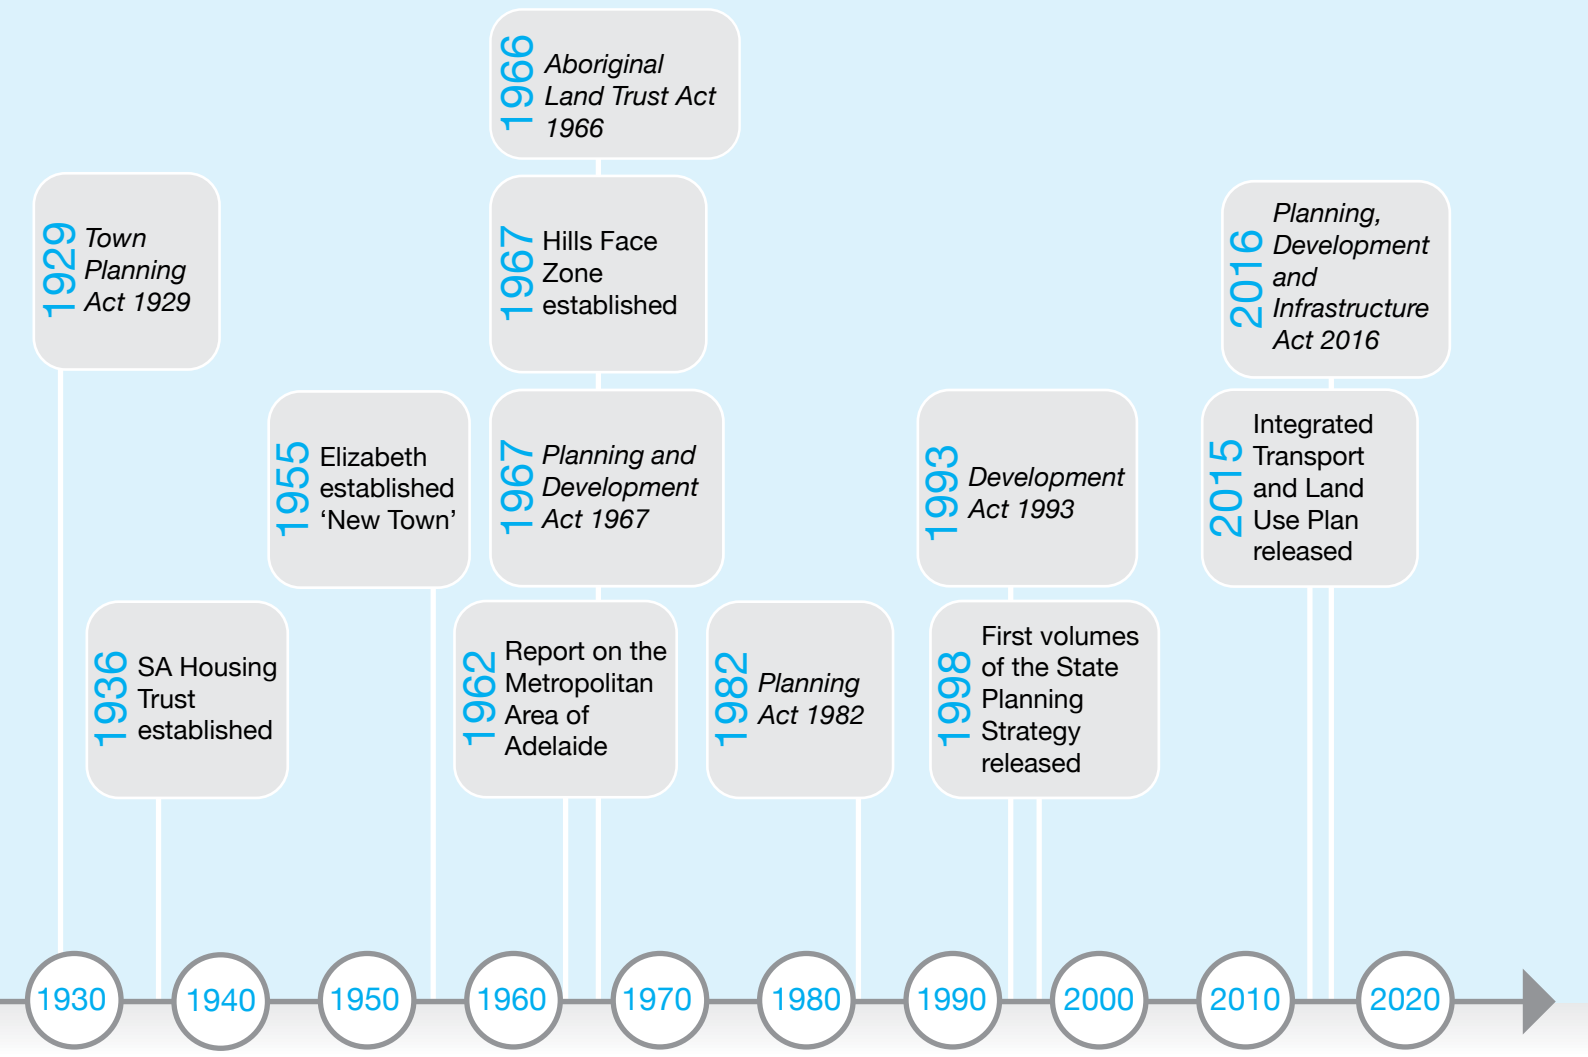 1966
Aboriginal
Land Trust Act
1966
1929
Town
Planning
Act 1929
1967
Hills Face
Zone
established
2016
Planning,
Development
and
Infrastructure
Act 2016
1955
Elizabeth
established
‘New Town’
1967
Planning and
Development
Act 1967
1993
Development
Act 1993
2015
Integrated
Transport
and Land
Use Plan
released
1936
SA Housing
Trust
established
1962
Report on the
Metropolitan
Area of
Adelaide
1982
Planning
Act 1982
1998
First volumes
of the State
Planning
Strategy
released
1930
1940
1950
1960
1970
1980
1990
2000
2010
2020